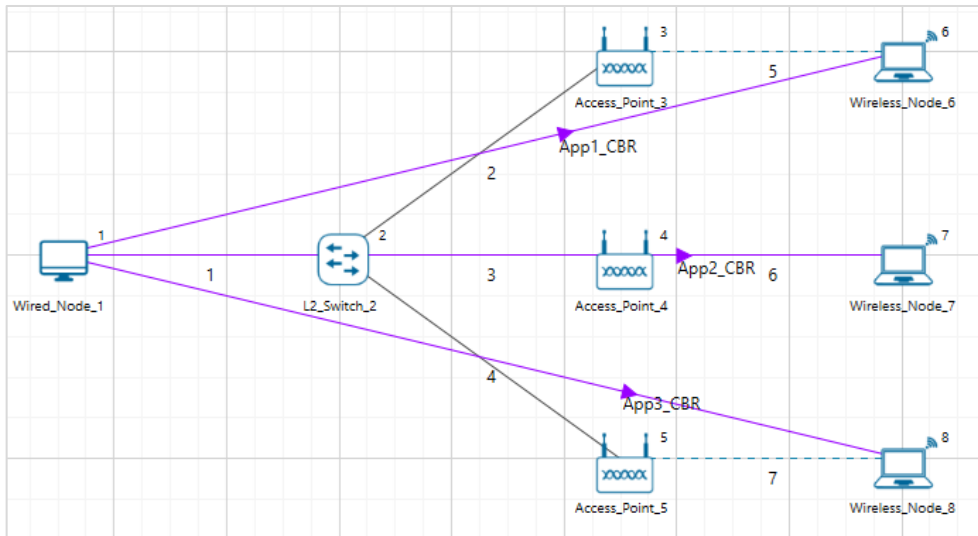 3
6
5
Access_Point_3
Wireless_Node_6
App1_CBR
2
1
2
4
7
1
3
App2_CBR
6
Wired_Node_1
L2_Switch_2
Access_Point_4
Wireless_Node_7
4
App3_CBR
5
8
7
Access_Point_5
Wireless_Node_8